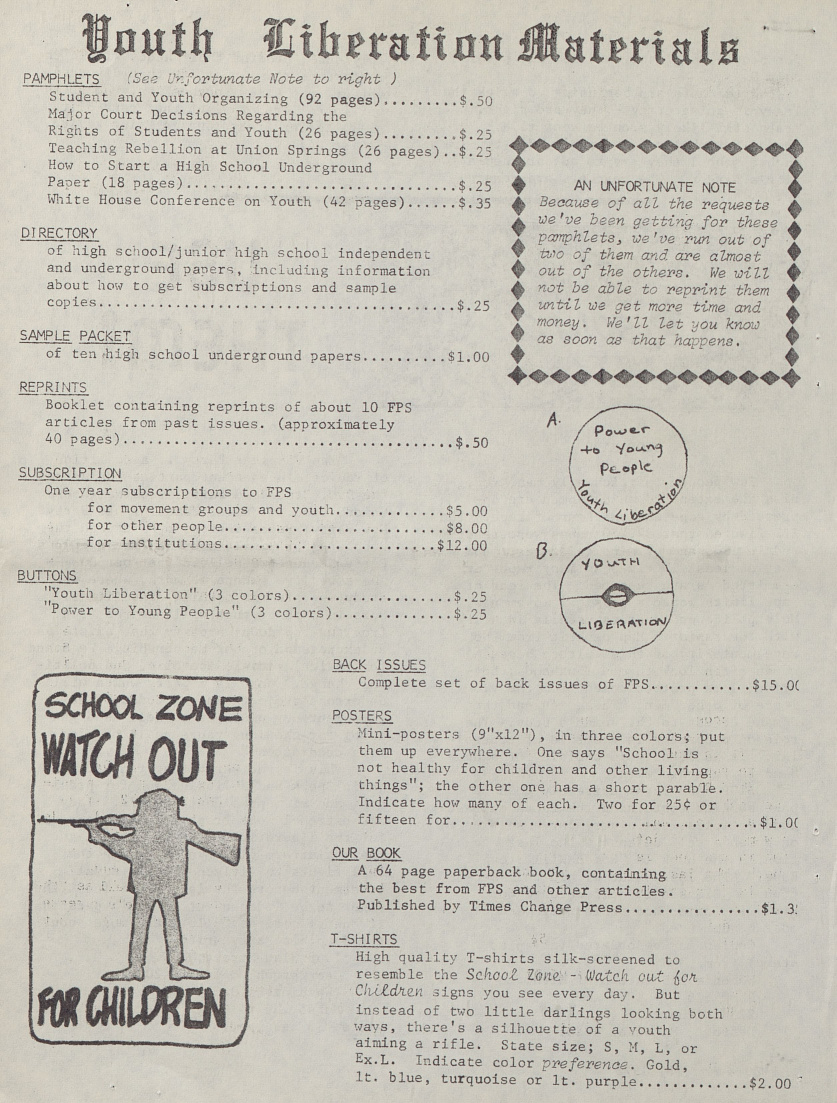 Youth Liberation Materials
PAMPHLETS (See Unfortunate Note to right )
Student and Youth Organizing (92 pages).........$.50
Major Court Decisions Regarding the
Rights of Students and Youth (26 pages).........$.25
Teaching Rebellion at Union Springs (26 pages)..$.25
How to Start a High School Underground
Paper (18 pages)................................$.25
White House Conference on Youth (42 pages)......$.35
DIRECTORY
of high school/junior high school independent
and underground papers, including information
about how to get subscriptions and sample
copies..........................................$.25
SAMPLE PACKET
of ten high school underground papers..........$1.00
REPRINTS
Booklet containing reprints of about 10 FPS
articles from past issues. (approximately
40 pages).......................................$.50
SUBSCRIPTION
One year subscriptions to FPS
for movement groups and youth.............$5.00
for other people..........................$8.00
for institutions.........................$12.00
BUTTONS
"Youth Liberation" (3 colors)...................$.25
"Power to Young People" (3 colors)..............$.25
AN UNFORTUNATE NOTE
Because of all the requests
we've been getting for these
pamphlets, we've run out of
two of them and are almost
out of the others. We will
not be able to reprint them
until we get more time and
money. We'll let you know
as soon as that happens.
A.
Power
to Young
People
Youth Liberation
B.
YOUTH
LIBERATION
SCHOOL ZONE
WATCH OUT
FOR CHILDREN
BACK ISSUES
Complete set of back issues of FPS............$15.0
POSTERS
Mini-posters (9"x12"), in three colors; put
them up everywhere. One says "School is
not healthy for children and other living
things"; the other one has a short parable.
Indicate how many of each. Two for 25¢ or
fifteen for....................................$1.0
OUR BOOK
A 64 page paperback book, containing
the best from FPS and other articles.
Published by Times Change Press................$1.3
T-SHIRTS
High quality T-shirts silk-screened to
resemble the School Zone - Watch out for
Children signs you see every day. But
instead of two little darlings looking both
ways, there's a silhouette of a youth
aiming a rifle. State size; S, M, L, or
Ex.L. Indicate color preference. Gold,
lt. blue, turquoise or lt. purple.............$2.00